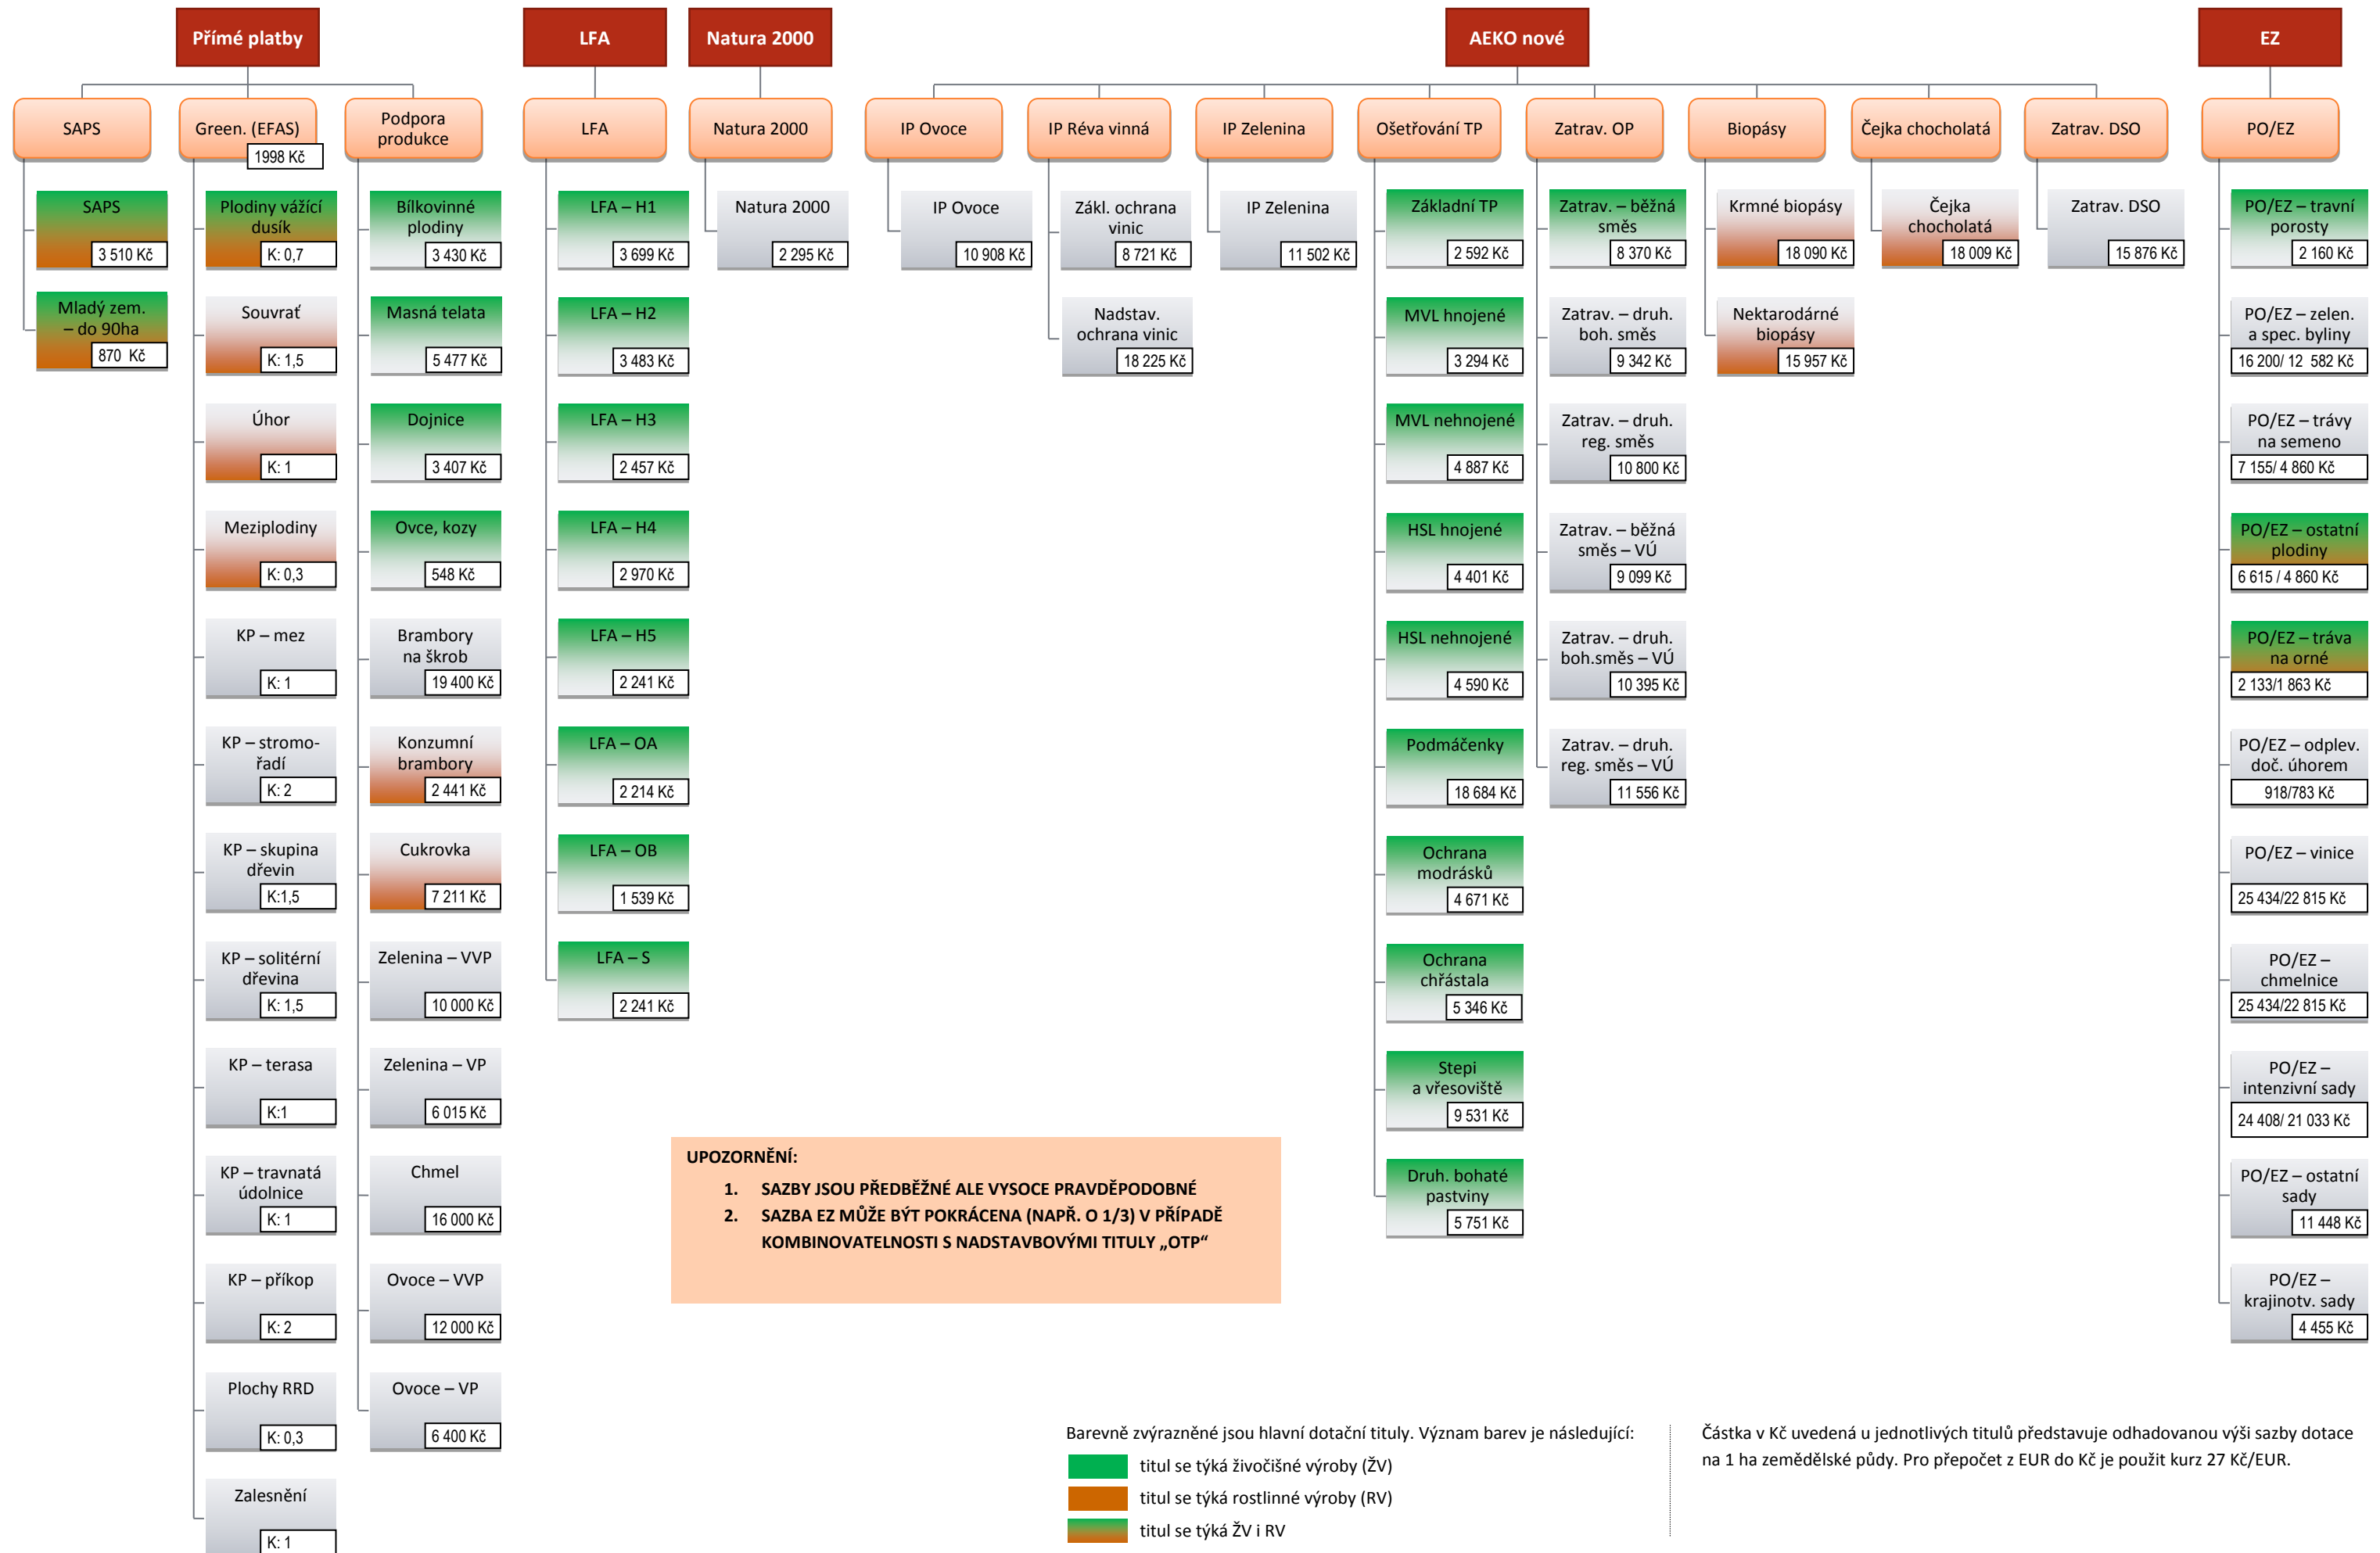 Přímé platby
SAPS
SAPS
3 510 Kč
Mladý zem.
– do 90ha
870 Kč
Green. (EFAS)
1998 Kč
Plodiny vážící
dusík
K: 0,7
Souvrať
K: 1,5
Úhor
K: 1
Meziplodiny
K: 0,3
KP – mez
K: 1
KP – stromo-
řadí
K: 2
KP – skupina
dřevin
K:1,5
KP – solitérní
dřevina
K: 1,5
KP – terasa
K:1
KP – travnatá
údolnice
K: 1
KP – příkop
K: 2
Plochy RRD
K: 0,3
Zalesnění
K: 1
Podpora
produkce
Bílkovinné
plodiny
3 430 Kč
Masná telata
5 477 Kč
Dojnice
3 407 Kč
Ovce, kozy
548 Kč
Brambory
na škrob
19 400 Kč
Konzumní
brambory
2 441 Kč
Cukrovka
7 211 Kč
Zelenina – VVP
10 000 Kč
Zelenina – VP
6 015 Kč
Chmel
16 000 Kč
Ovoce – VVP
12 000 Kč
Ovoce – VP
6 400 Kč
LFA
LFA
LFA – H1
3 699 Kč
LFA – H2
3 483 Kč
LFA – H3
2 457 Kč
LFA – H4
2 970 Kč
LFA – H5
2 241 Kč
LFA – OA
2 214 Kč
LFA – OB
1 539 Kč
LFA – S
2 241 Kč
Natura 2000
Natura 2000
Natura 2000
2 295 Kč
AEKO nové
IP Ovoce
IP Ovoce
10 908 Kč
IP Réva vinná
Zákl. ochrana
vinic
8 721 Kč
Nadstav.
ochrana vinic
18 225 Kč
IP Zelenina
IP Zelenina
11 502 Kč
Ošetřování TP
Základní TP
2 592 Kč
MVL hnojené
3 294 Kč
MVL nehnojené
4 887 Kč
HSL hnojené
4 401 Kč
HSL nehnojené
4 590 Kč
Podmáčenky
18 684 Kč
Ochrana
modrásků
4 671 Kč
Ochrana
chřástala
5 346 Kč
Stepi
a vřesoviště
9 531 Kč
Druh. bohaté
pastviny
5 751 Kč
Zatrav. OP
Zatrav. – běžná
směs
8 370 Kč
Zatrav. – druh.
boh. směs
9 342 Kč
Zatrav. – druh.
reg. směs
10 800 Kč
Zatrav. – běžná
směs – VÚ
9 099 Kč
Zatrav. – druh.
boh.směs – VÚ
10 395 Kč
Zatrav. – druh.
reg. směs – VÚ
11 556 Kč
Biopásy
Krmné biopásy
18 090 Kč
Nektarodárné
biopásy
15 957 Kč
Čejka chocholatá
Čejka
chocholatá
18 009 Kč
Zatrav. DSO
Zatrav. DSO
15 876 Kč
EZ
PO/EZ
PO/EZ – travní
porosty
2 160 Kč
PO/EZ – zelen.
a spec. byliny
16 200/ 12 582 Kč
PO/EZ – trávy
na semeno
7 155/ 4 860 Kč
PO/EZ – ostatní
plodiny
6 615 / 4 860 Kč
PO/EZ – tráva
na orné
2 133/1 863 Kč
PO/EZ – odplev.
doč. úhorem
918/783 Kč
PO/EZ – vinice
25 434/22 815 Kč
PO/EZ –
chmelnice
25 434/22 815 Kč
PO/EZ –
intenzivní sady
24 408/ 21 033 Kč
PO/EZ – ostatní
sady
11 448 Kč
PO/EZ –
krajinotv. sady
4 455 Kč
UPOZORNĚNÍ:
1. SAZBY JSOU PŘEDBĚŽNÉ ALE VYSOCE PRAVDĚPODOBNÉ
2. SAZBA EZ MŮŽE BÝT POKRÁCENA (NAPŘ. O 1/3) V PŘÍPADĚ
KOMBINOVATELNOSTI S NADSTAVBOVÝMI TITULY „OTP“
Barevně zvýrazněné jsou hlavní dotační tituly. Význam barev je následující:
titul se týká živočišné výroby (ŽV)
titul se týká rostlinné výroby (RV)
titul se týká ŽV i RV
Částka v Kč uvedená u jednotlivých titulů představuje odhadovanou výši sazby dotace
na 1 ha zemědělské půdy. Pro přepočet z EUR do Kč je použit kurz 27 Kč/EUR.